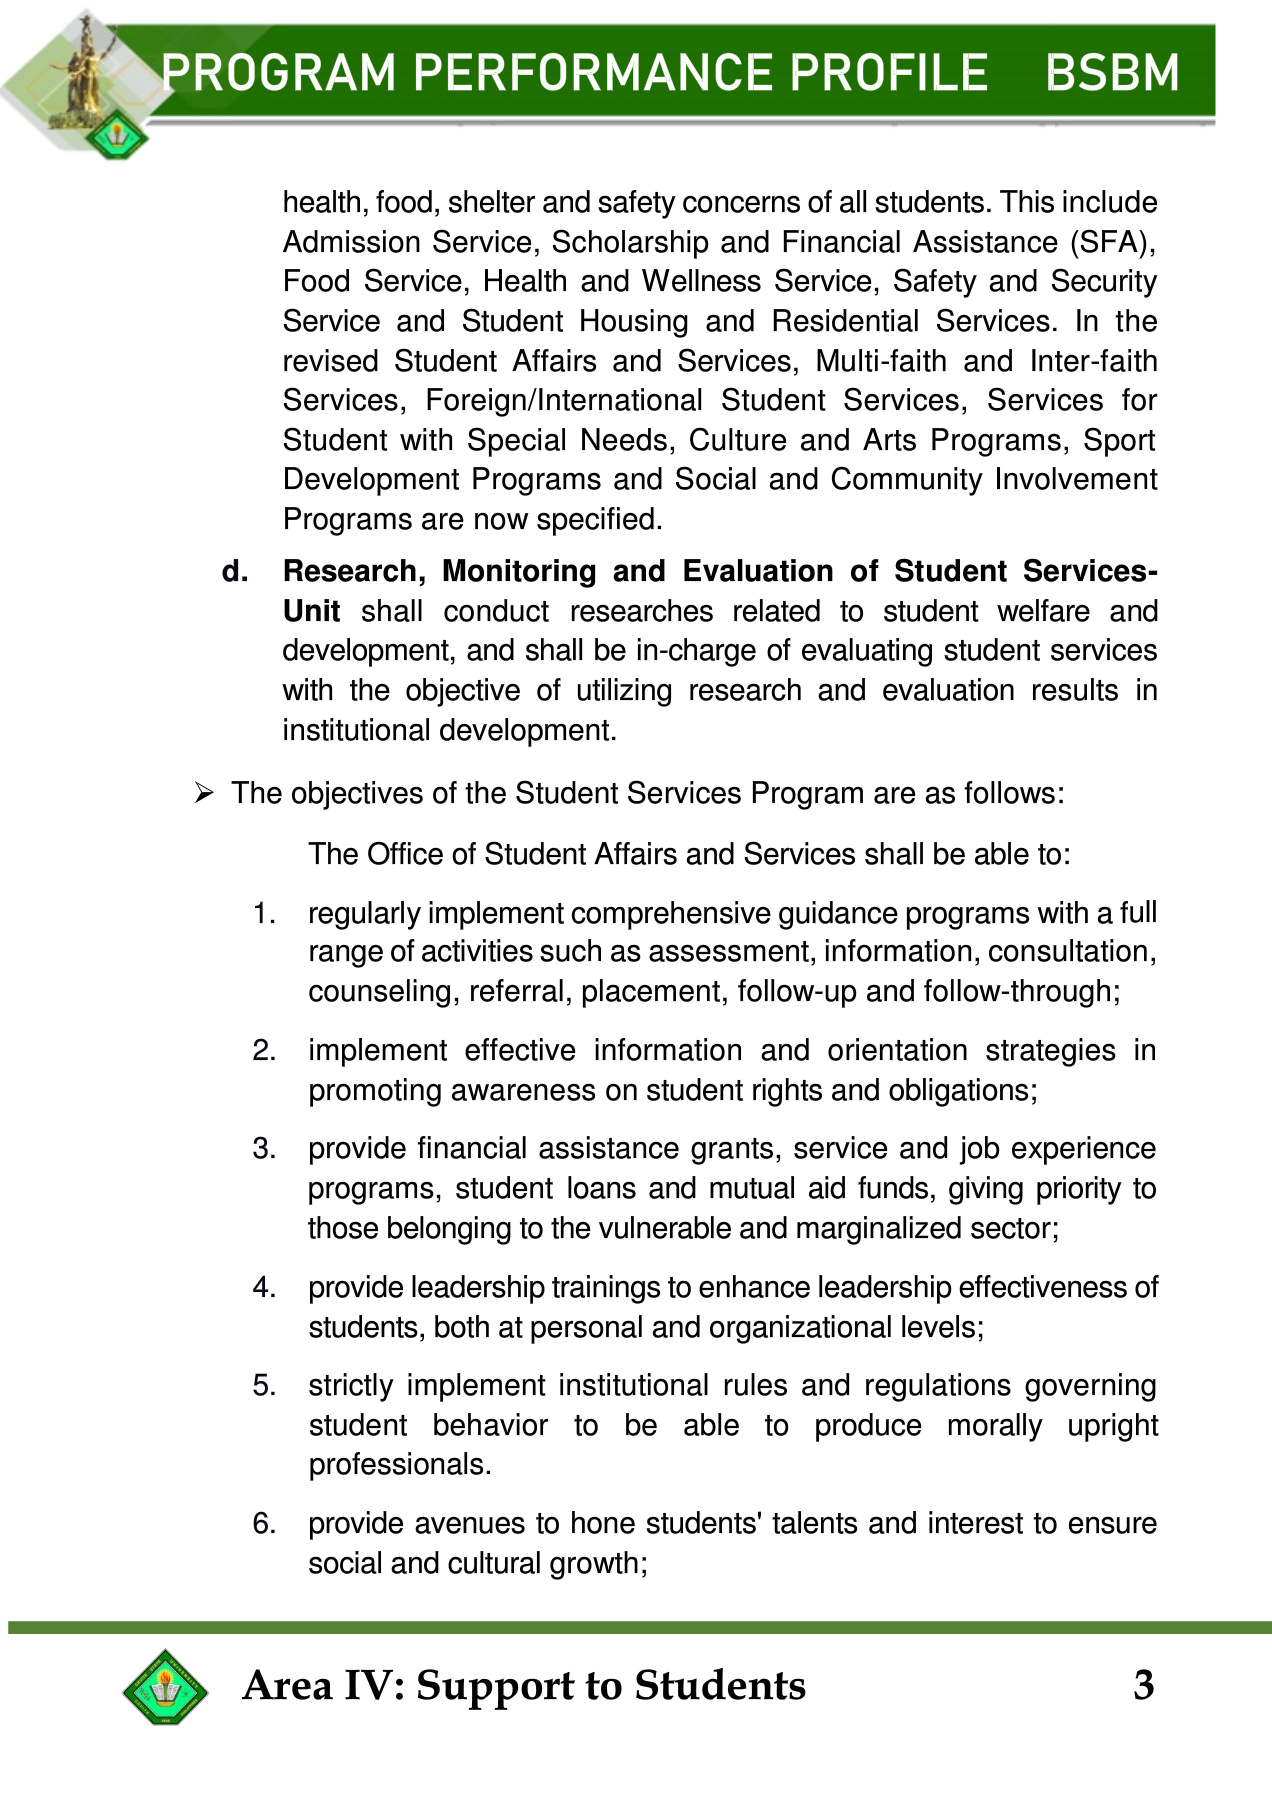 PROGRAM PERFORMANCE PROFILE BSBM
health, food, shelter and safety concerns of all students. This include
Admission Service, Scholarship and Financial Assistance (SFA),
Food Service, Health and Wellness Service, Safety and Security
Service and Student Housing and Residential Services. In the
revised Student Affairs and Services, Multi-faith and Inter-faith
Services, Foreign/International Student Services, Services for
Student with Special Needs, Culture and Arts Programs, Sport
Development Programs and Social and Community Involvement
Programs are now specified.
d. Research, Monitoring and Evaluation of Student Services-
Unit shall conduct researches related to student welfare and
development, and shall be in-charge of evaluating student services
with the objective of utilizing research and evaluation results in
institutional development.
➢ The objectives of the Student Services Program are as follows:
The Office of Student Affairs and Services shall be able to:
1. regularly implement comprehensive guidance programs with a full
range of activities such as assessment, information, consultation,
counseling, referral, placement, follow-up and follow-through;
2. implement effective information and orientation strategies in
promoting awareness on student rights and obligations;
3. provide financial assistance grants, service and job experience
programs, student loans and mutual aid funds, giving priority to
those belonging to the vulnerable and marginalized sector;
4. provide leadership trainings to enhance leadership effectiveness of
students, both at personal and organizational levels;
5. strictly implement institutional rules and regulations governing
student behavior to be able to produce morally upright
professionals.
6. provide avenues to hone students' talents and interest to ensure
social and cultural growth;
Area IV: Support to Students 3